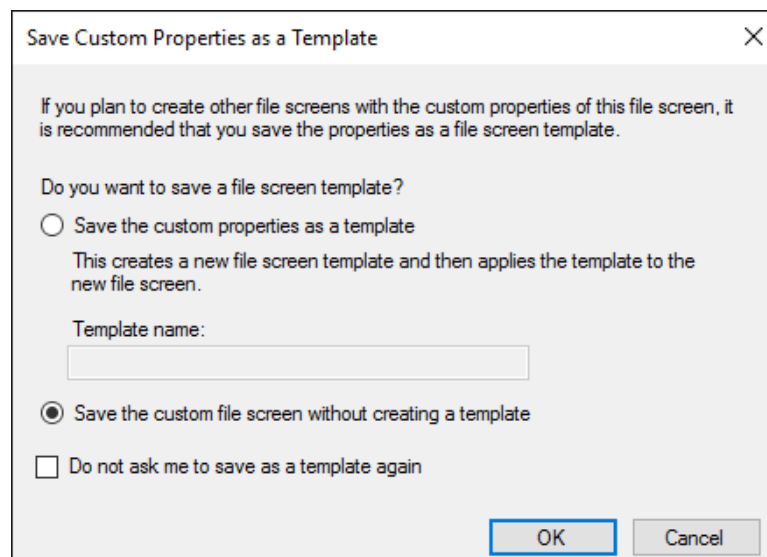 Save Custom Properties as a Template
If you plan to create other file screens with the custom properties of this file screen, it
is recommended that you save the properties as a file screen template.
Do you want to save a file screen template?
Save the custom properties as a template
This creates a new file screen template and then applies the template to the
new file screen.
Template name:
Save the custom file screen without creating a template
Do not ask me to save as a template again
OK
Cancel